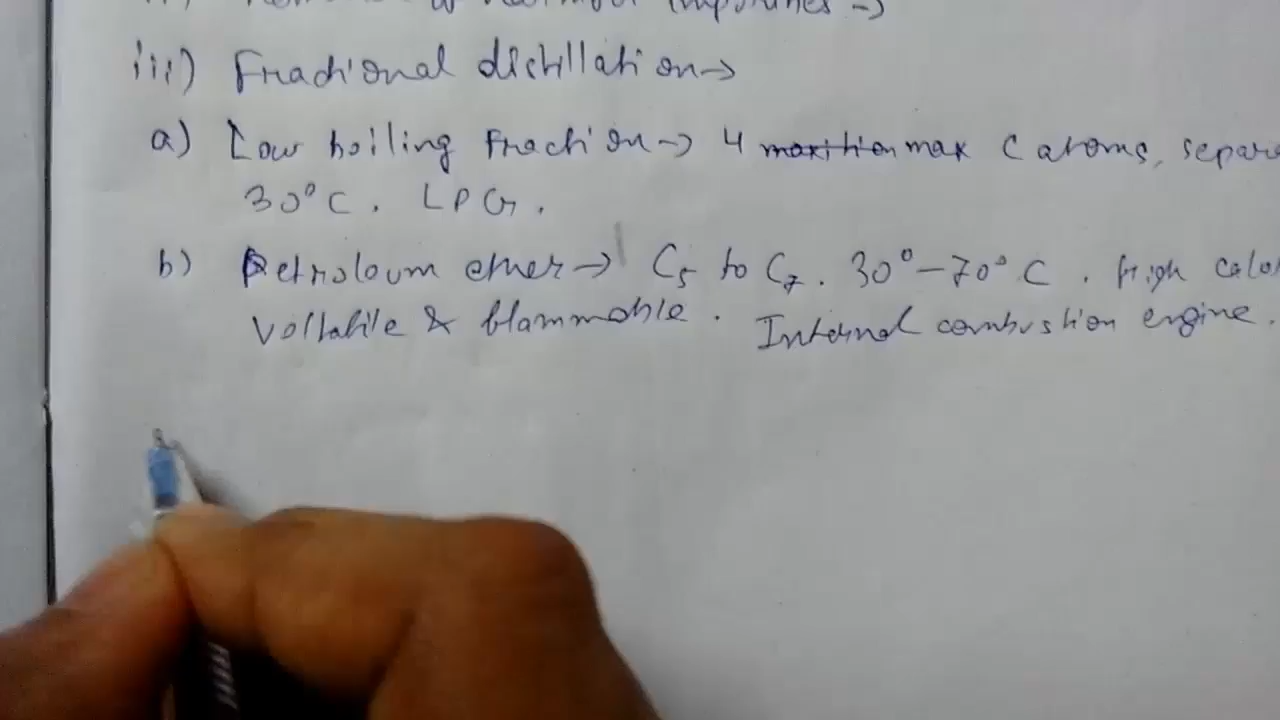 iii) Fractional distillation →
a) Low boiling fraction → 4 max C atoms, separ
30°C. LPG.
b) Petroloum ether → C5 to C7. 30°–70°C. High calo
Voltatile & flammable. Internal combustion engine.